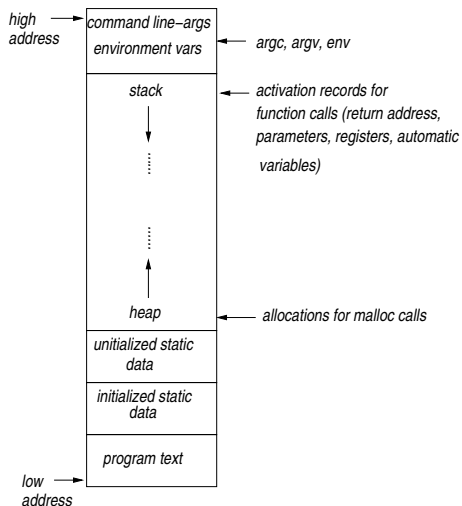 high
address
command line-args
environment vars
argc, argv, env
stack
activation records for
function calls (return address,
parameters, registers, automatic
variables)
heap
allocations for malloc calls
unitialized static
data
initialized static
data
program text
low
address